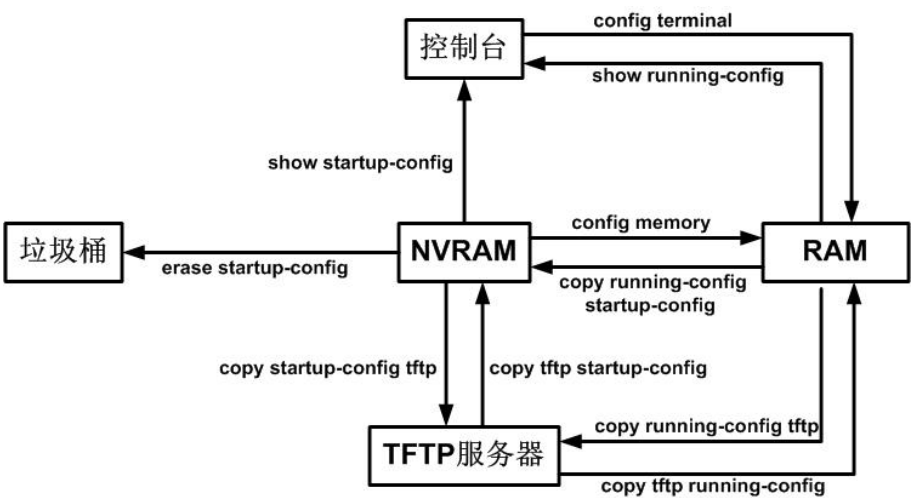 config terminal
控制台
show running-config
show startup-config
垃圾桶
erase startup-config
NVRAM
config memory
RAM
copy running-config
startup-config
copy startup-config tftp
copy tftp startup-config
copy running-config tftp
TFTP服务器
copy tftp running-config